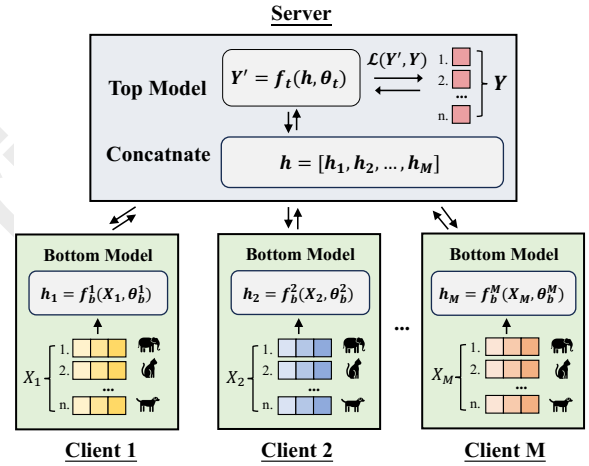 Server
Top Model
Y′ = f_t(h, θ_t)
ℒ(Y′, Y)
1.
2.
...
n.
Y
Concatnate
h = [h_1, h_2, ..., h_M]
Bottom Model
h_1 = f_b^1(X_1, θ_b^1)
X_1
1.
2.
...
n.
Client 1
Bottom Model
h_2 = f_b^2(X_2, θ_b^2)
X_2
1.
2.
...
n.
Client 2
...
Bottom Model
h_M = f_b^M(X_M, θ_b^M)
X_M
1.
2.
...
n.
Client M